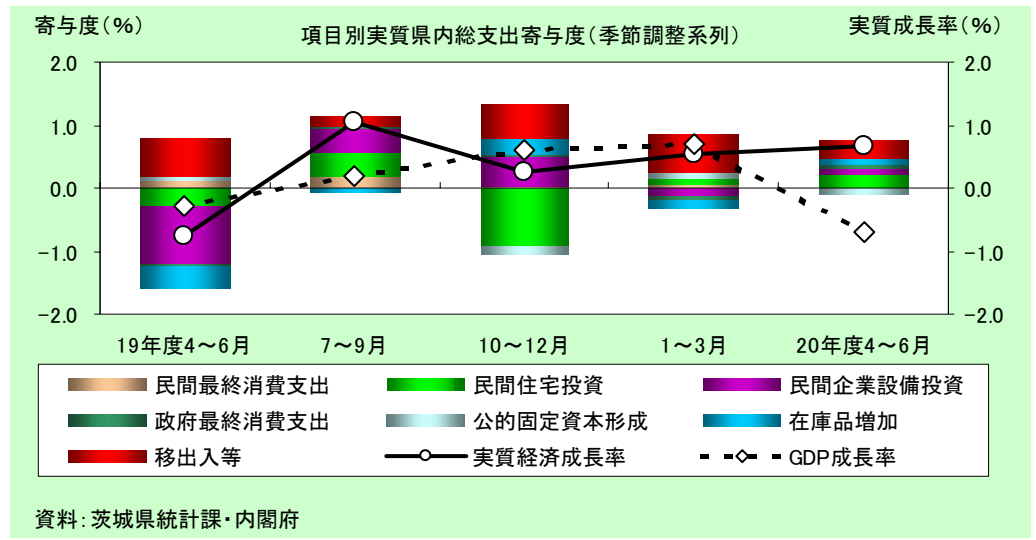 寄与度(%)
実質成長率(%)
項目別実質県内総支出寄与度(季節調整系列)
2.0 2.0
1.0 1.0
0.0 0.0
-1.0 -1.0
-2.0 -2.0
19年度4～6月 7～9月 10～12月 1～3月 20年度4～6月
民間最終消費支出 民間住宅投資 民間企業設備投資
政府最終消費支出 公的固定資本形成 在庫品増加
移出入等 実質経済成長率 GDP成長率
資料:茨城県統計課・内閣府